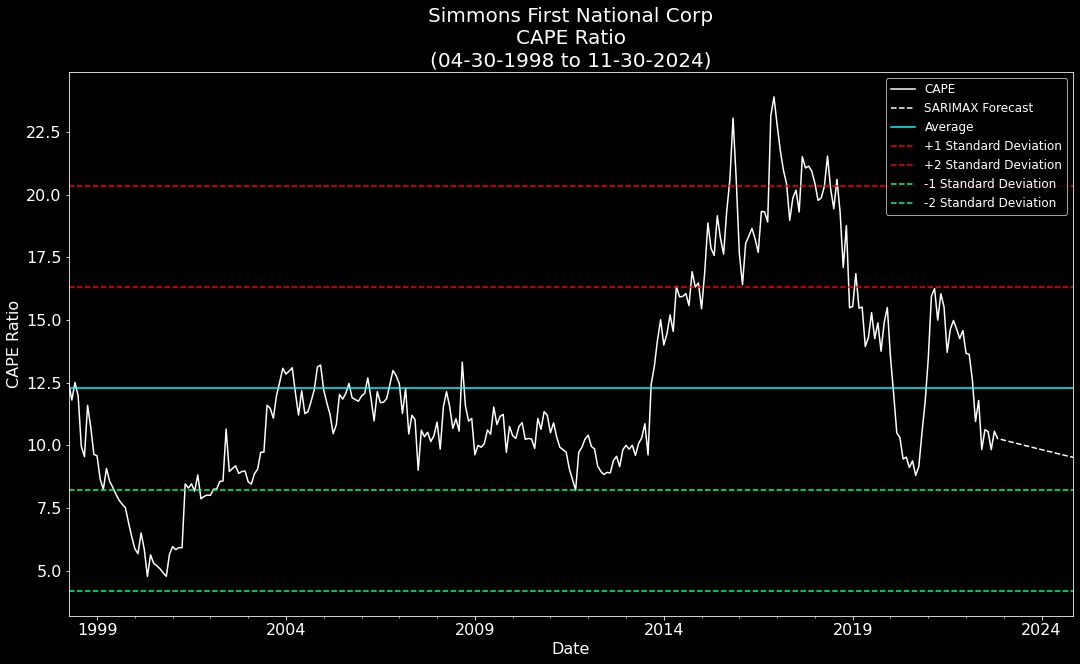 Simmons First National Corp
CAPE Ratio
(04-30-1998 to 11-30-2024)
CAPE
SARIMAX Forecast
Average
+1 Standard Deviation
+2 Standard Deviation
-1 Standard Deviation
-2 Standard Deviation
CAPE Ratio
22.5
20.0
17.5
15.0
12.5
10.0
7.5
5.0
1999 2004 2009 2014 2019 2024
Date